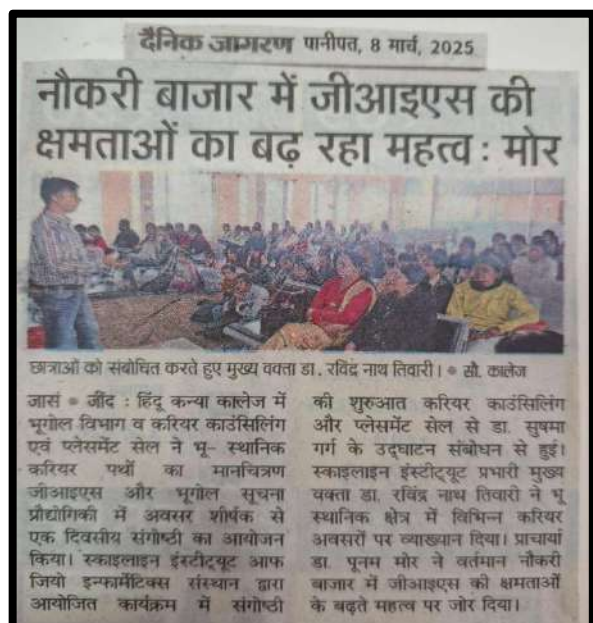 दैनिक जागरण पानीपत, 8 मार्च, 2025
नौकरी बाजार में जीआइएस की
क्षमताओं का बढ़ रहा महत्व : मोर
छात्राओं को संबोधित करते हुए मुख्य वक्ता डा. रविंद्र नाथ तिवारी। ● सौ. कालेज
जासं ● जींद : हिंदू कन्या कालेज में
भूगोल विभाग व करियर काउंसिलिंग
एवं प्लेसमेंट सेल ने भू- स्थानिक
करियर पथों का मानचित्रण
जीआइएस और भूगोल सूचना
प्रौद्योगिकी में अवसर शीर्षक से
एक दिवसीय संगोष्ठी का आयोजन
किया। स्काइलाइन इंस्टीट्यूट आफ
जियो इन्फार्मेटिक्स संस्थान द्वारा
आयोजित कार्यक्रम में संगोष्ठी
की शुरुआत करियर काउंसिलिंग
और प्लेसमेंट सेल से डा. सुषमा
गर्ग के उद्घाटन संबोधन से हुई।
स्काइलाइन इंस्टीट्यूट प्रभारी मुख्य
वक्ता डा. रविंद्र नाथ तिवारी ने भू
स्थानिक क्षेत्र में विभिन्न करियर
अवसरों पर व्याख्यान दिया। प्राचार्या
डा. पूनम मोर ने वर्तमान नौकरी
बाजार में जीआइएस की क्षमताओं
के बढ़ते महत्व पर जोर दिया।